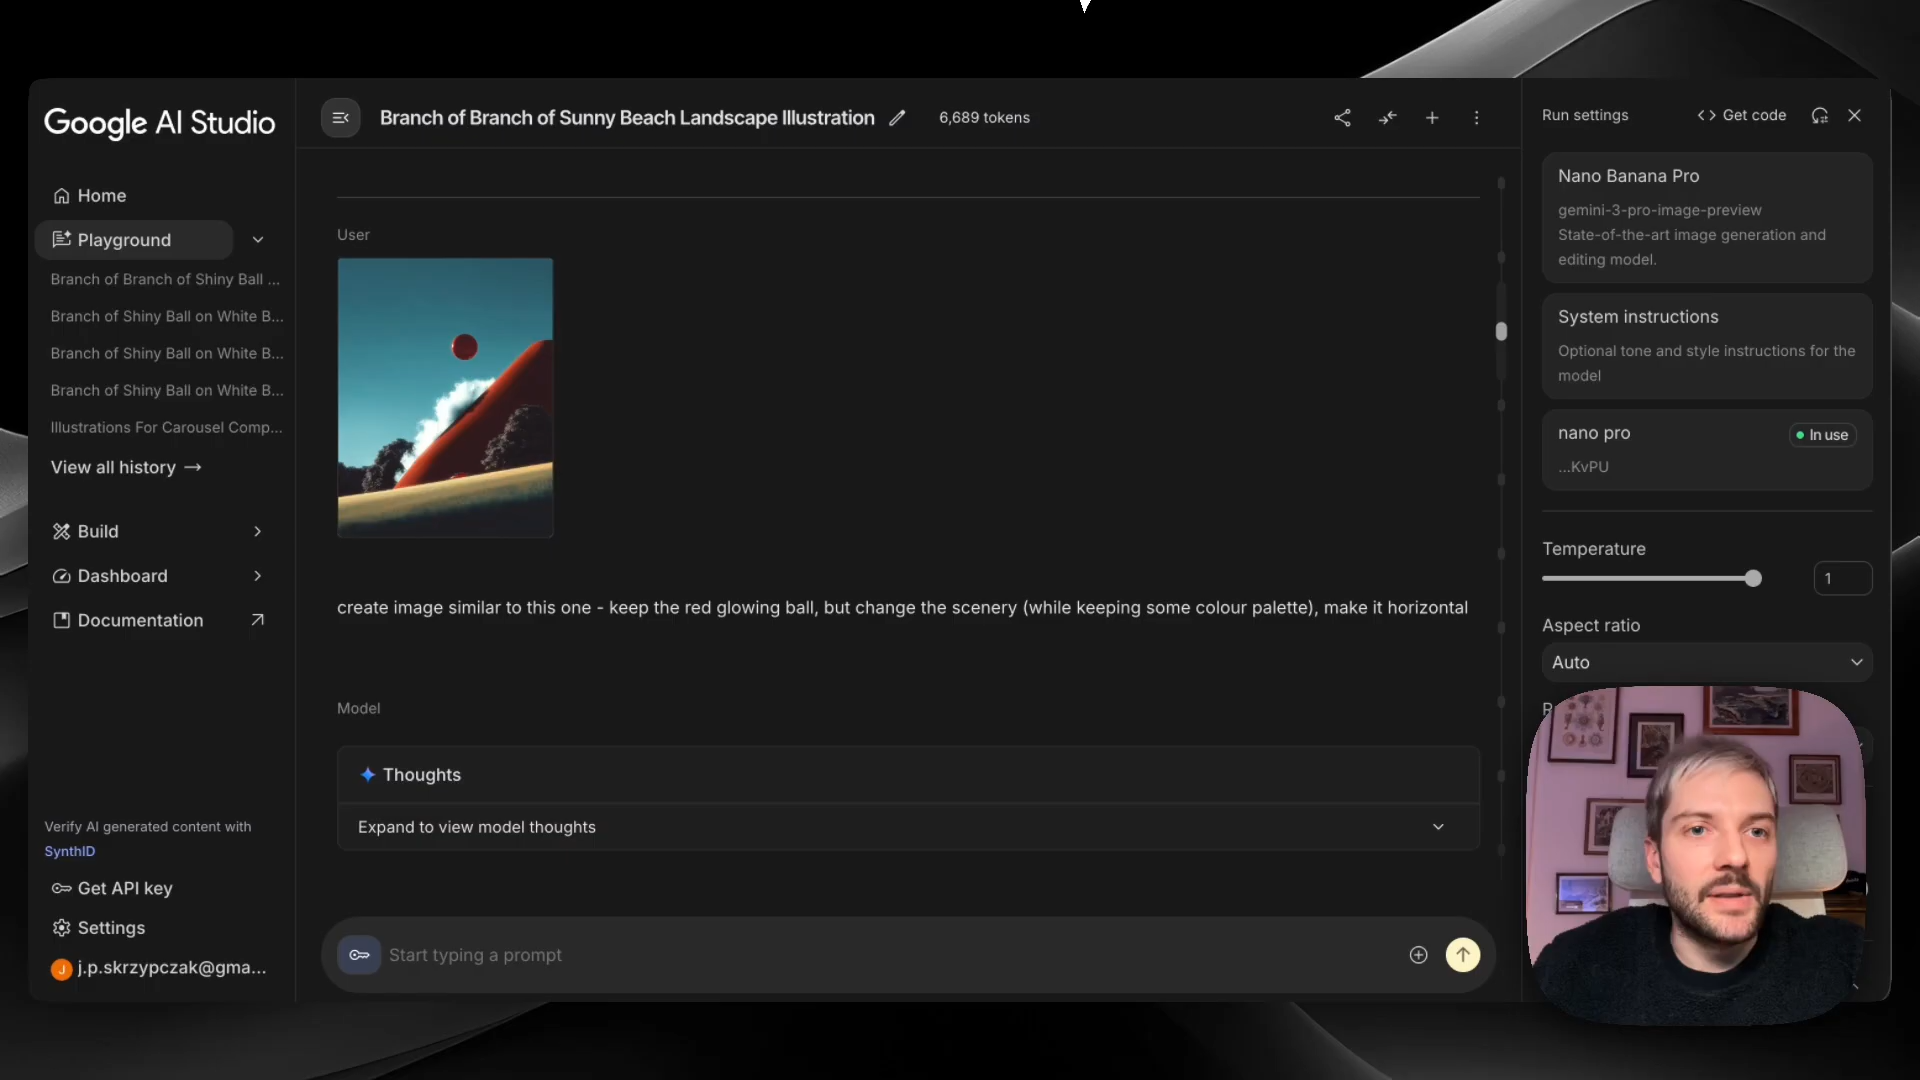 Google AI Studio
Home
Playground
Branch of Branch of Shiny Ball ...
Branch of Shiny Ball on White B...
Branch of Shiny Ball on White B...
Branch of Shiny Ball on White B...
Illustrations For Carousel Comp...
View all history →
Build
Dashboard
Documentation
Verify AI generated content with
SynthID
Get API key
Settings
J j.p.skrzypczak@gma...
Branch of Branch of Sunny Beach Landscape Illustration 6,689 tokens
User
create image similar to this one - keep the red glowing ball, but change the scenery (while keeping some colour palette), make it horizontal
Model
Thoughts
Expand to view model thoughts
Start typing a prompt
Run settings <> Get code
Nano Banana Pro
gemini-3-pro-image-preview
State-of-the-art image generation and
editing model.
System instructions
Optional tone and style instructions for the
model
nano pro In use
...KvPU
Temperature
1
Aspect ratio
Auto